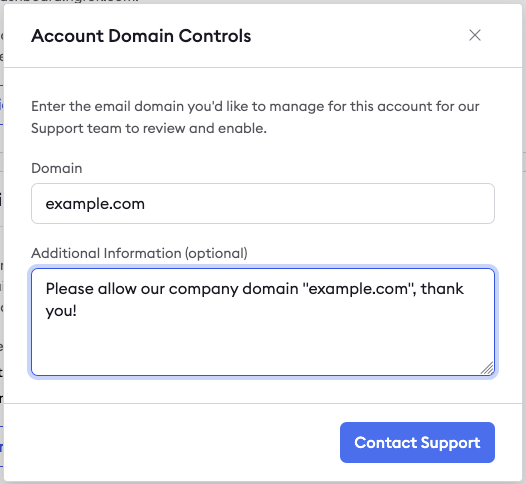 Account Domain Controls
Enter the email domain you'd like to manage for this account for our
Support team to review and enable.
Domain
example.com
Additional Information (optional)
Please allow our company domain "example.com", thank
you!
Contact Support